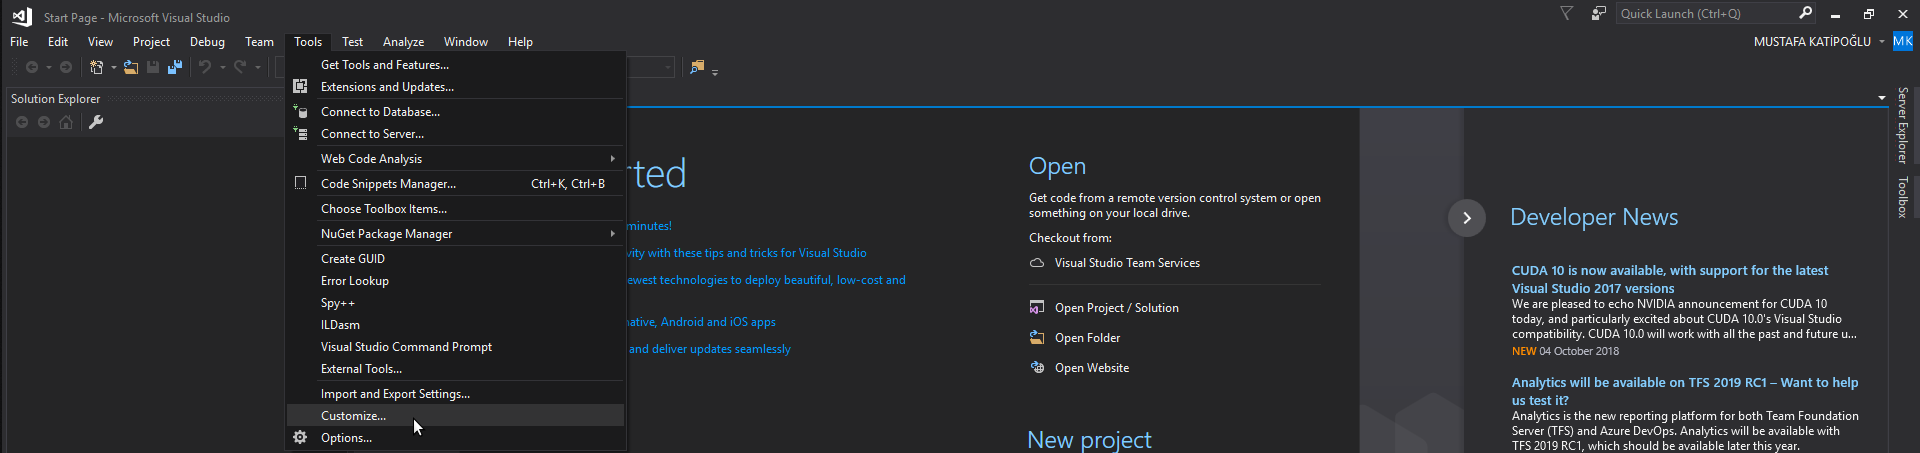 Start Page - Microsoft Visual Studio
Quick Launch (Ctrl+Q)
File Edit View Project Debug Team Tools Test Analyze Window Help
MUSTAFA KATİPOĞLU MK
Solution Explorer
Get Tools and Features...
Extensions and Updates...
Connect to Database...
Connect to Server...
Web Code Analysis
Code Snippets Manager... Ctrl+K, Ctrl+B
Choose Toolbox Items...
NuGet Package Manager
Create GUID
Error Lookup
Spy++
ILDasm
Visual Studio Command Prompt
External Tools...
Import and Export Settings...
Customize...
Options...
rted
minutes!
vity with these tips and tricks for Visual Studio
ewest technologies to deploy beautiful, low-cost and
native, Android and iOS apps
and deliver updates seamlessly
Open
Get code from a remote version control system or open
something on your local drive.
Checkout from:
Visual Studio Team Services
Open Project / Solution
Open Folder
Open Website
New project
Developer News
CUDA 10 is now available, with support for the latest
Visual Studio 2017 versions
We are pleased to echo NVIDIA announcement for CUDA 10
today, and particularly excited about CUDA 10.0's Visual Studio
compatibility. CUDA 10.0 will work with all the past and future u...
NEW 04 October 2018
Analytics will be available on TFS 2019 RC1 – Want to help
us test it?
Analytics is the new reporting platform for both Team Foundation
Server (TFS) and Azure DevOps. Analytics will be available with
TFS 2019 RC1, which should be available later this year.
Server Explorer
Toolbox